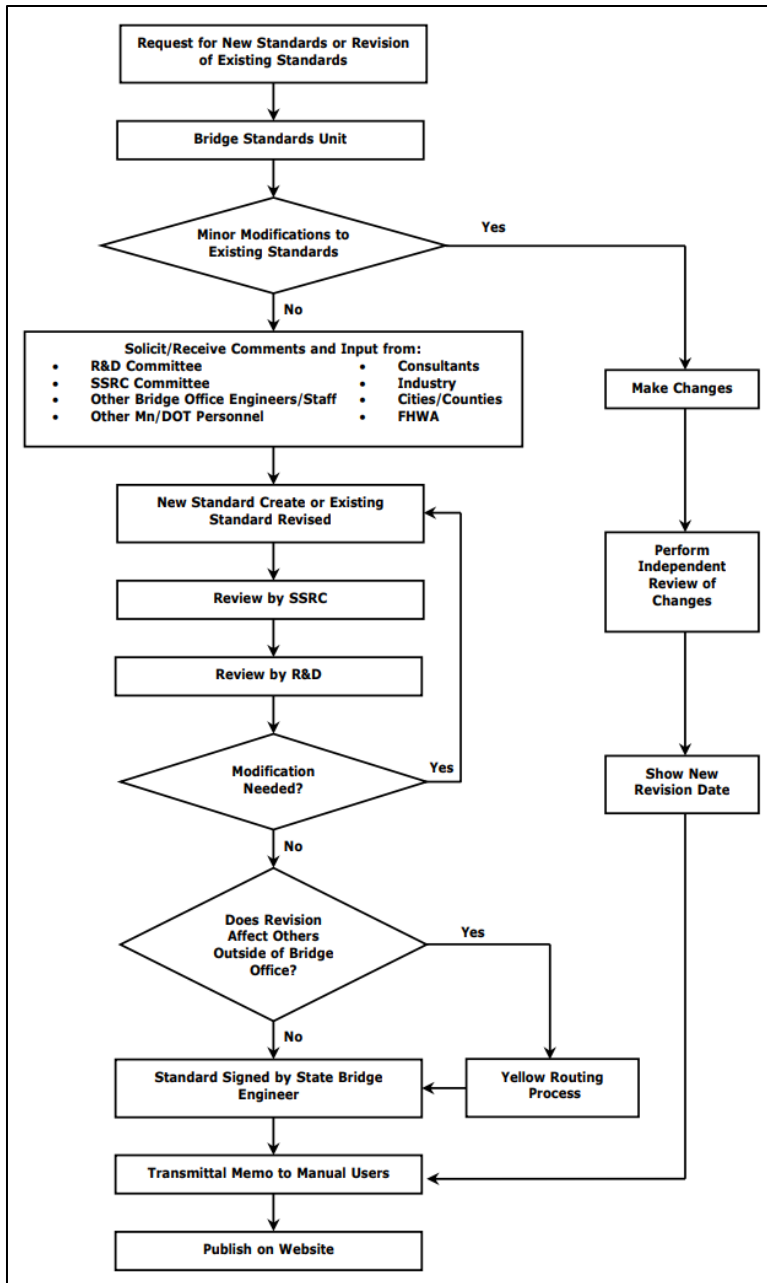 Request for New Standards or Revision
of Existing Standards
Bridge Standards Unit
Minor Modifications to
Existing Standards
Yes
No
Solicit/Receive Comments and Input from:
• R&D Committee
• SSRC Committee
• Other Bridge Office Engineers/Staff
• Other Mn/DOT Personnel
• Consultants
• Industry
• Cities/Counties
• FHWA
Make Changes
New Standard Create or Existing
Standard Revised
Perform
Independent
Review of
Changes
Review by SSRC
Review by R&D
Modification
Needed?
Yes
Show New
Revision Date
No
Does Revision
Affect Others
Outside of Bridge
Office?
Yes
No
Standard Signed by State Bridge
Engineer
Yellow Routing
Process
Transmittal Memo to Manual Users
Publish on Website